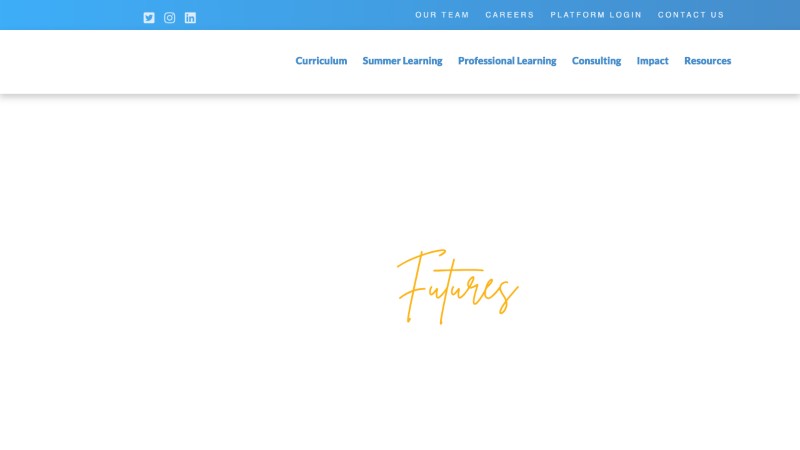 OUR TEAM CAREERS PLATFORM LOGIN CONTACT US
Curriculum Summer Learning Professional Learning Consulting Impact Resources
Futures